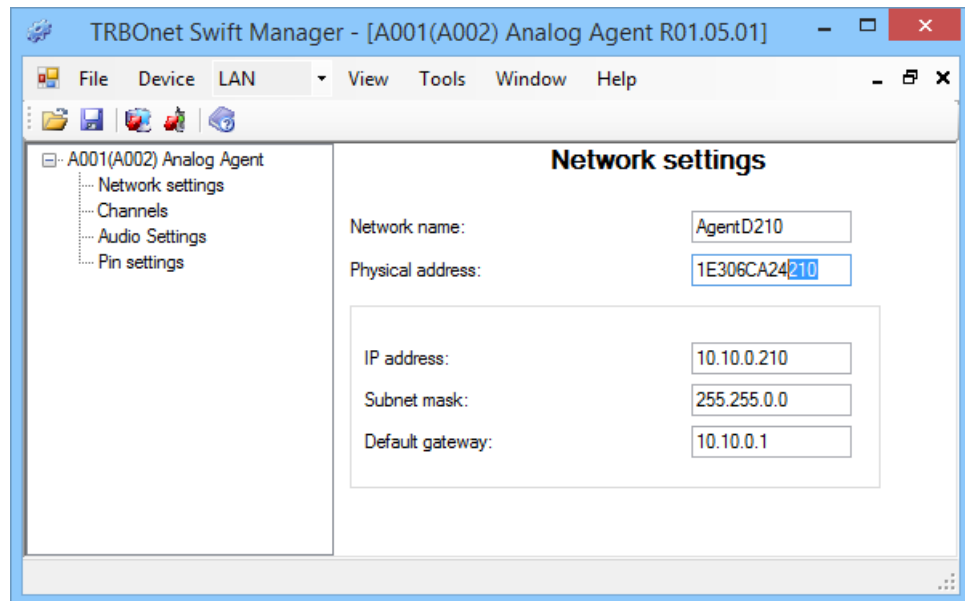 TRBOnet Swift Manager - [A001(A002) Analog Agent R01.05.01]
File Device LAN View Tools Window Help
A001(A002) Analog Agent
Network settings
Channels
Audio Settings
Pin settings
Network settings
Network name: AgentD210
Physical address: 1E306CA24210
IP address: 10.10.0.210
Subnet mask: 255.255.0.0
Default gateway: 10.10.0.1